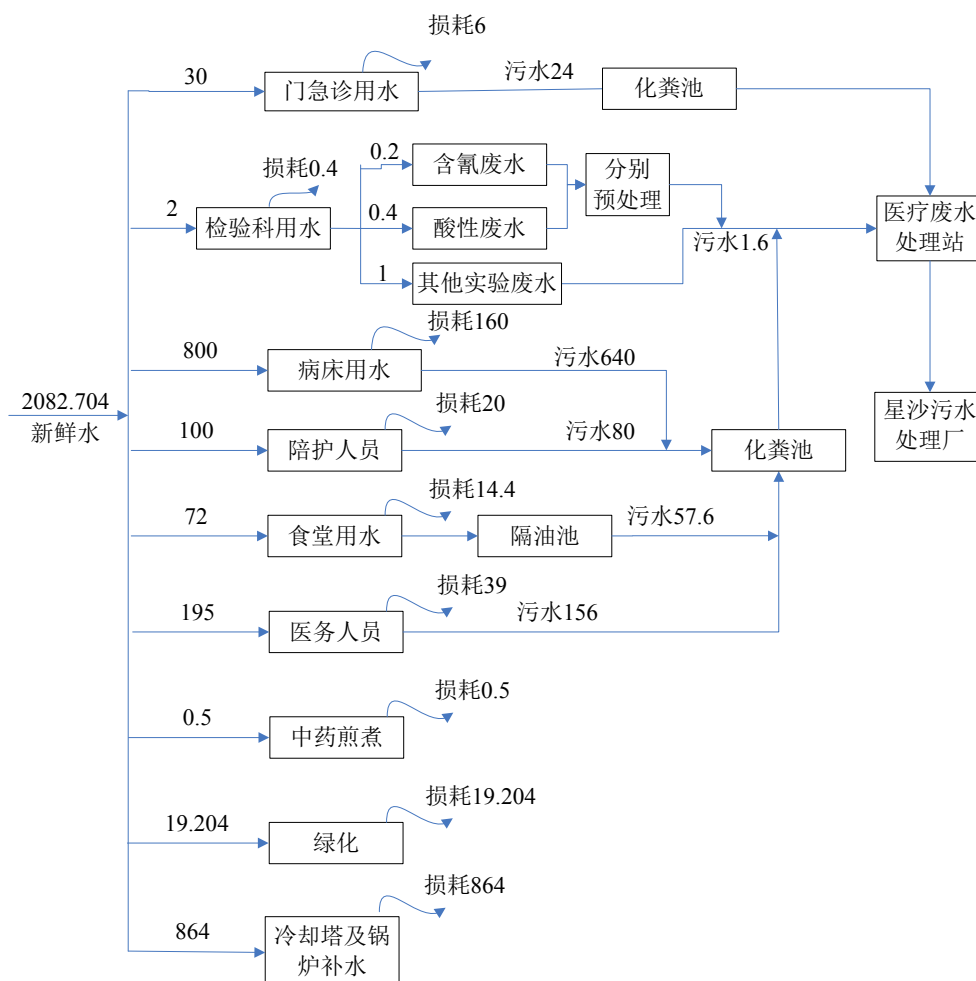 损耗6
30
门急诊用水
污水24
化粪池
损耗0.4
2
检验科用水
0.2
含氰废水
分别
预处理
0.4
酸性废水
1
其他实验废水
污水1.6
医疗废水
处理站
损耗160
800
病床用水
污水640
2082.704
新鲜水
损耗20
100
陪护人员
污水80
化粪池
星沙污水
处理厂
损耗14.4
72
食堂用水
隔油池
污水57.6
损耗39
195
医务人员
污水156
损耗0.5
0.5
中药煎煮
损耗19.204
19.204
绿化
损耗864
864
冷却塔及锅
炉补水